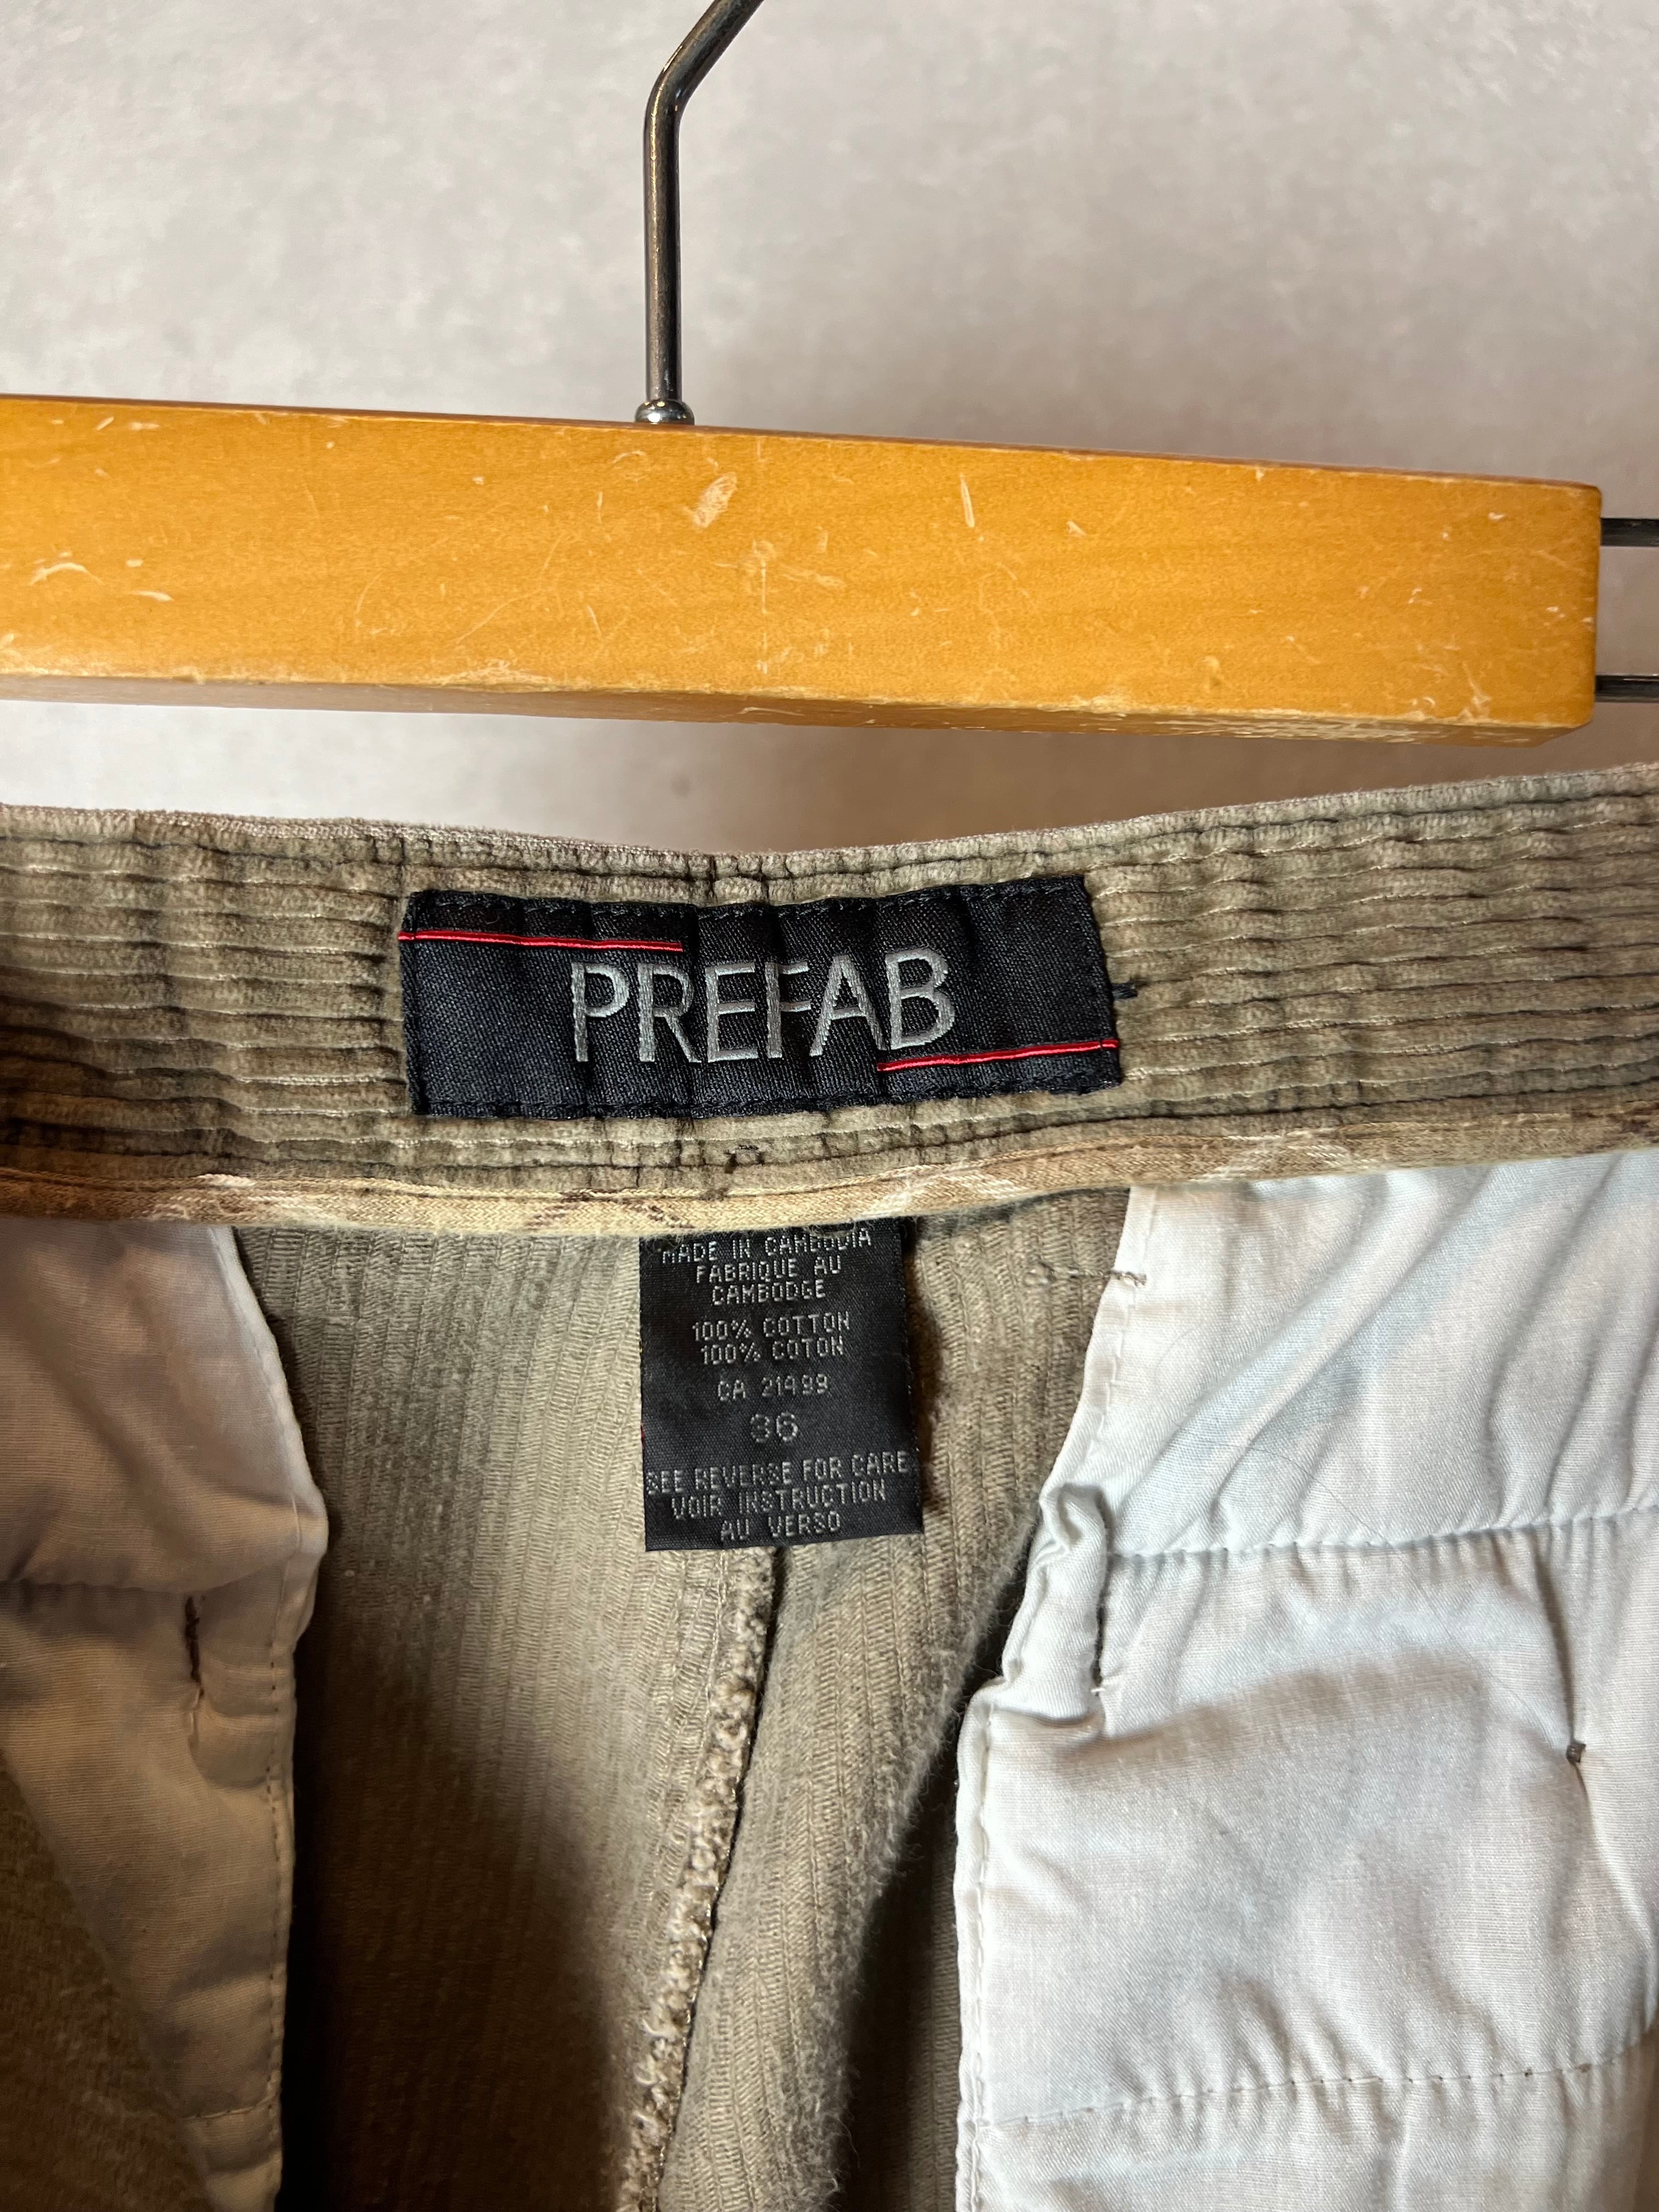 PREFAB
MADE IN CAMBODIA
FABRIQUE AU
CAMBODGE
100% COTTON
100% COTON
CA 21499
36
SEE REVERSE FOR CARE
VOIR INSTRUCTION
AU VERSO